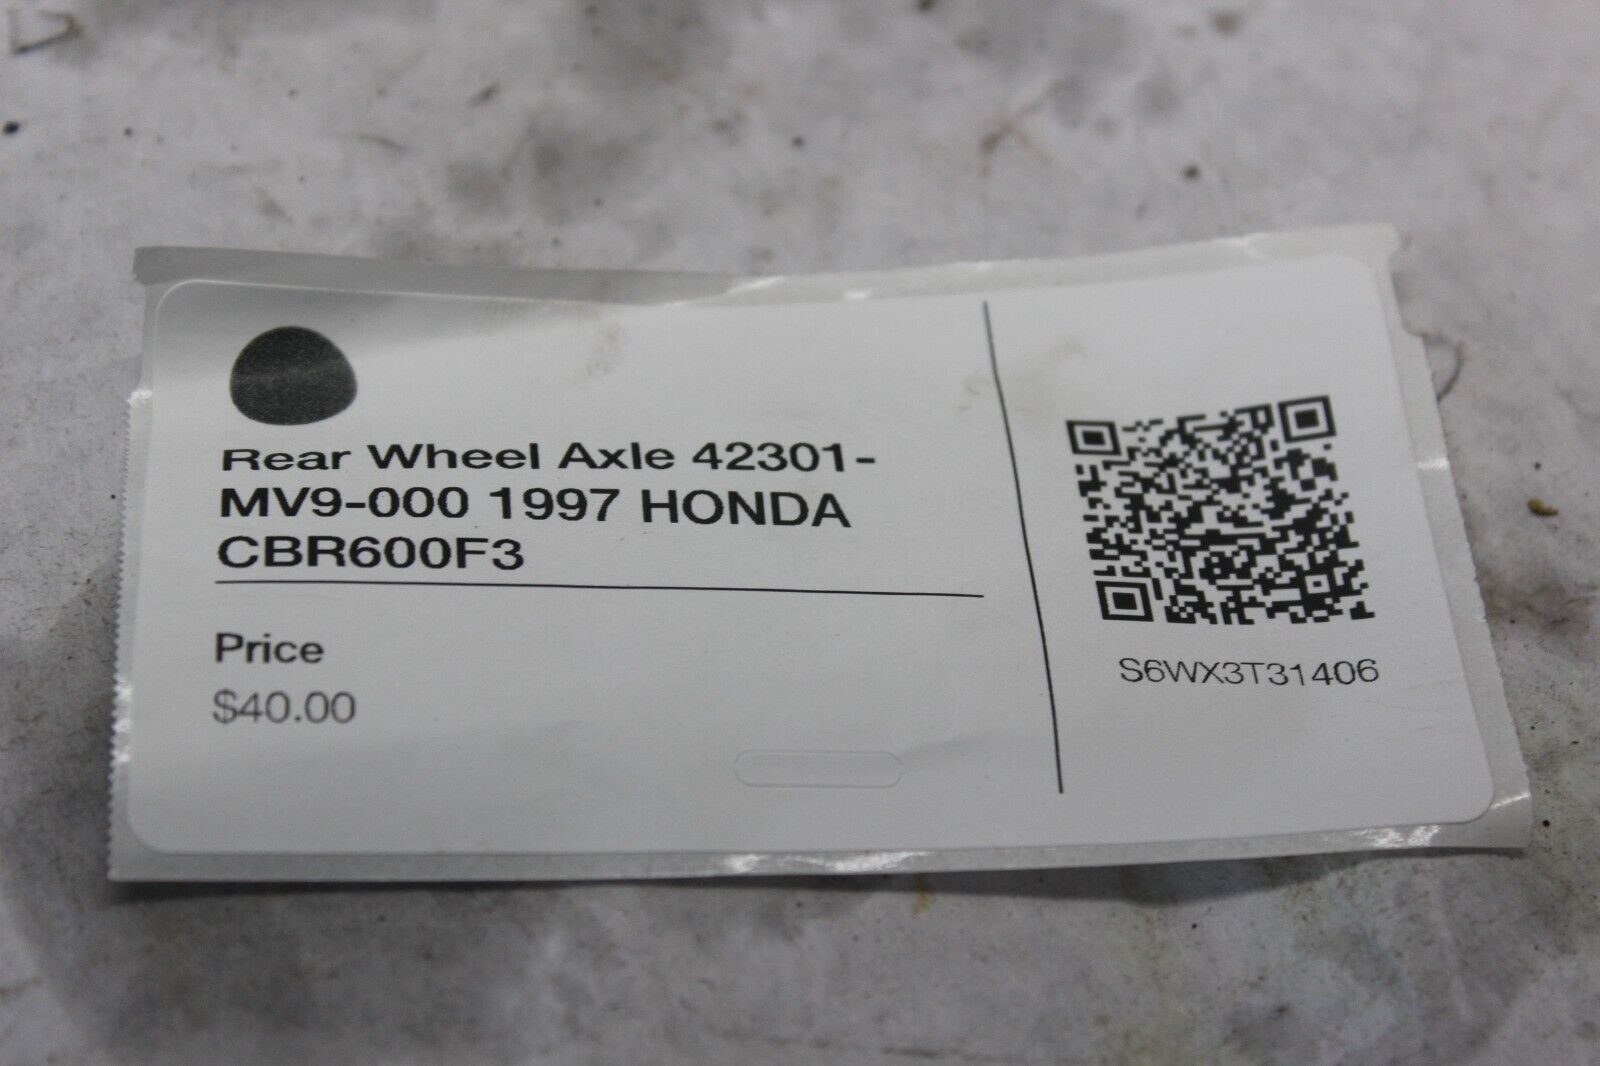 Rear Wheel Axle 42301-
MV9-000 1997 HONDA
CBR600F3
Price
$40.00
S6WX3T31406